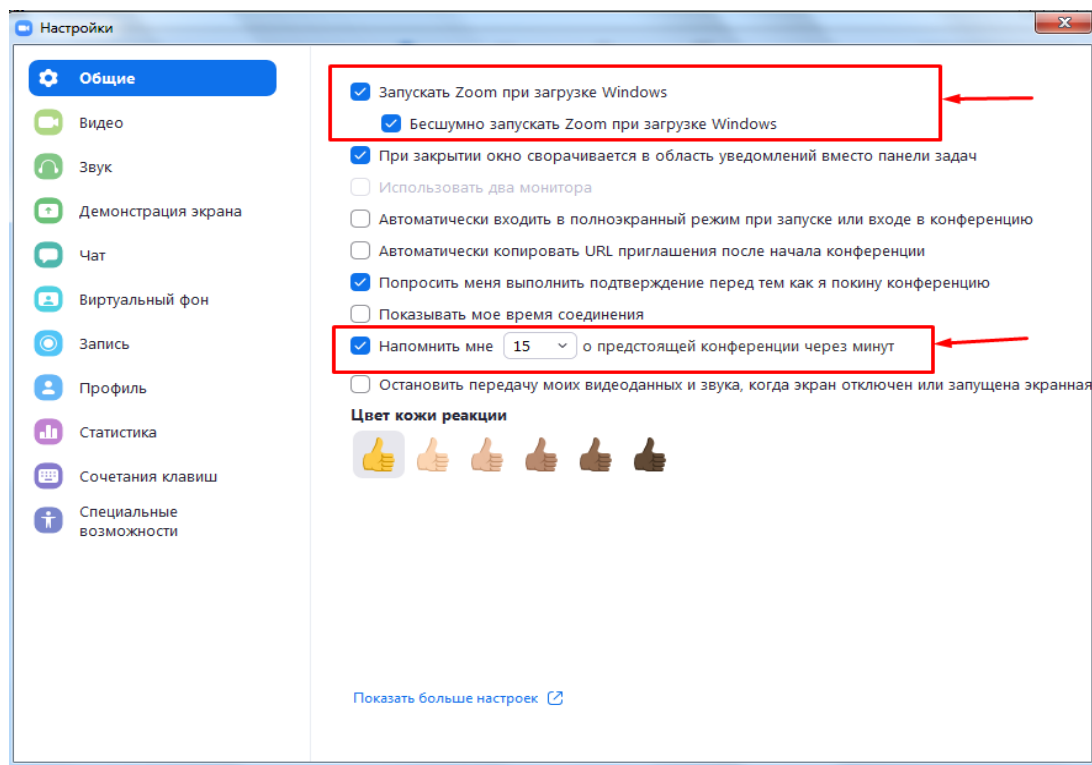 Настройки
Общие
Видео
Звук
Демонстрация экрана
Чат
Виртуальный фон
Запись
Профиль
Статистика
Сочетания клавиш
Специальные
возможности
Запускать Zoom при загрузке Windows
Бесшумно запускать Zoom при загрузке Windows
При закрытии окно сворачивается в область уведомлений вместо панели задач
Использовать два монитора
Автоматически входить в полноэкранный режим при запуске или входе в конференцию
Автоматически копировать URL приглашения после начала конференции
Попросить меня выполнить подтверждение перед тем как я покину конференцию
Показывать мое время соединения
Напомнить мне 15 о предстоящей конференции через минут
Остановить передачу моих видеоданных и звука, когда экран отключен или запущена экранная
Цвет кожи реакции
Показать больше настроек